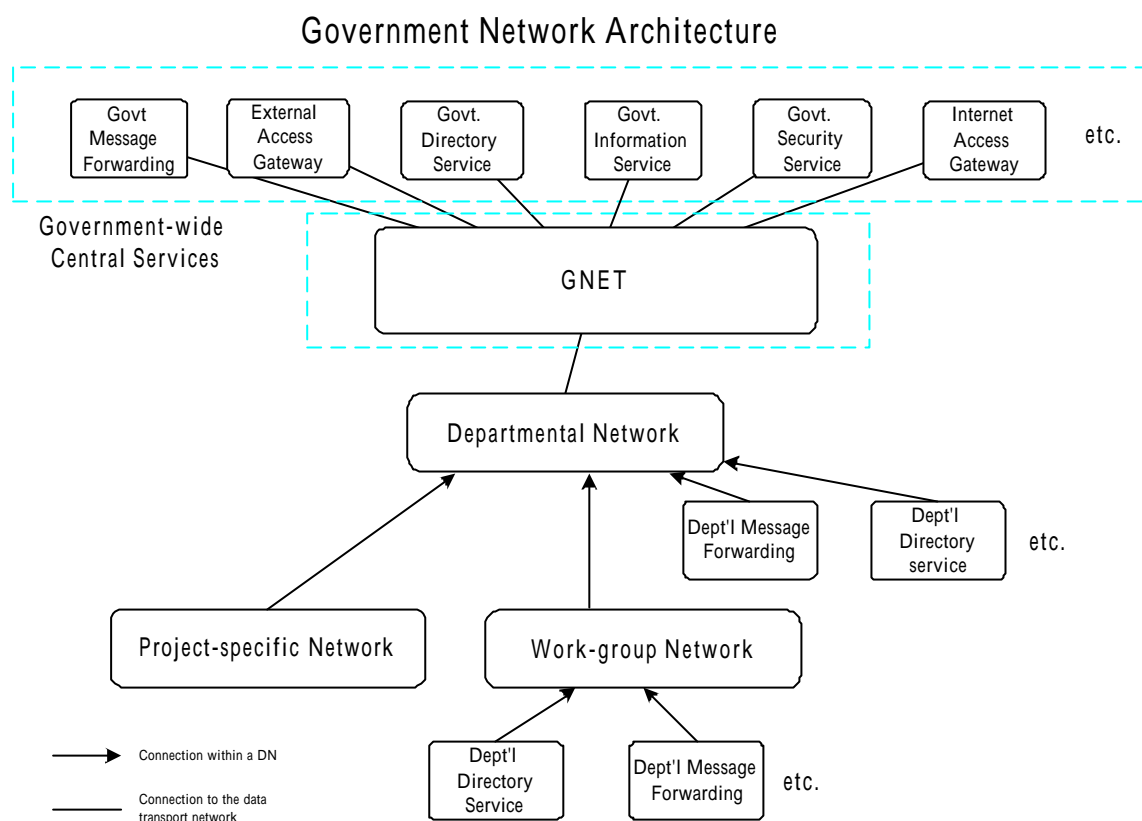 Government Network Architecture
Govt
Message
Forwarding
External
Access
Gateway
Govt.
Directory
Service
Govt.
Information
Service
Govt.
Security
Service
Internet
Access
Gateway
etc.
Government-wide
Central Services
GNET
Departmental Network
Dept'l Message
Forwarding
Dept'l
Directory
service
etc.
Project-specific Network
Work-group Network
Dept'l
Directory
Service
Dept'l Message
Forwarding
etc.
Connection within a DN
Connection to the data
transport network